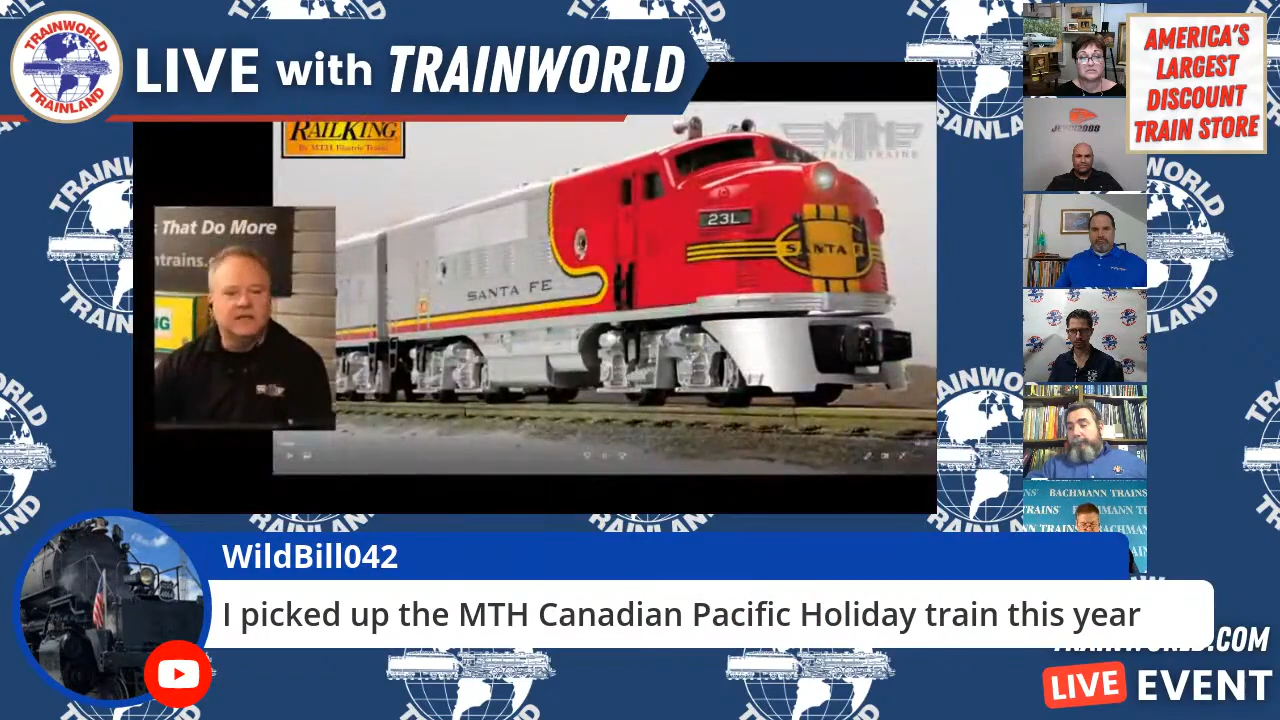 TRAINWORLD
TRAINLAND
LIVE with TRAINWORLD
AMERICA'S
LARGEST
DISCOUNT
TRAIN STORE
RAILKING
By M.T.H. Electric Trains
MTH
ELECTRIC TRAINS
That Do More
23L
SANTA FE
SANTA FE
BACHMANN TRAINS
WildBill042
I picked up the MTH Canadian Pacific Holiday train this year
LIVE EVENT